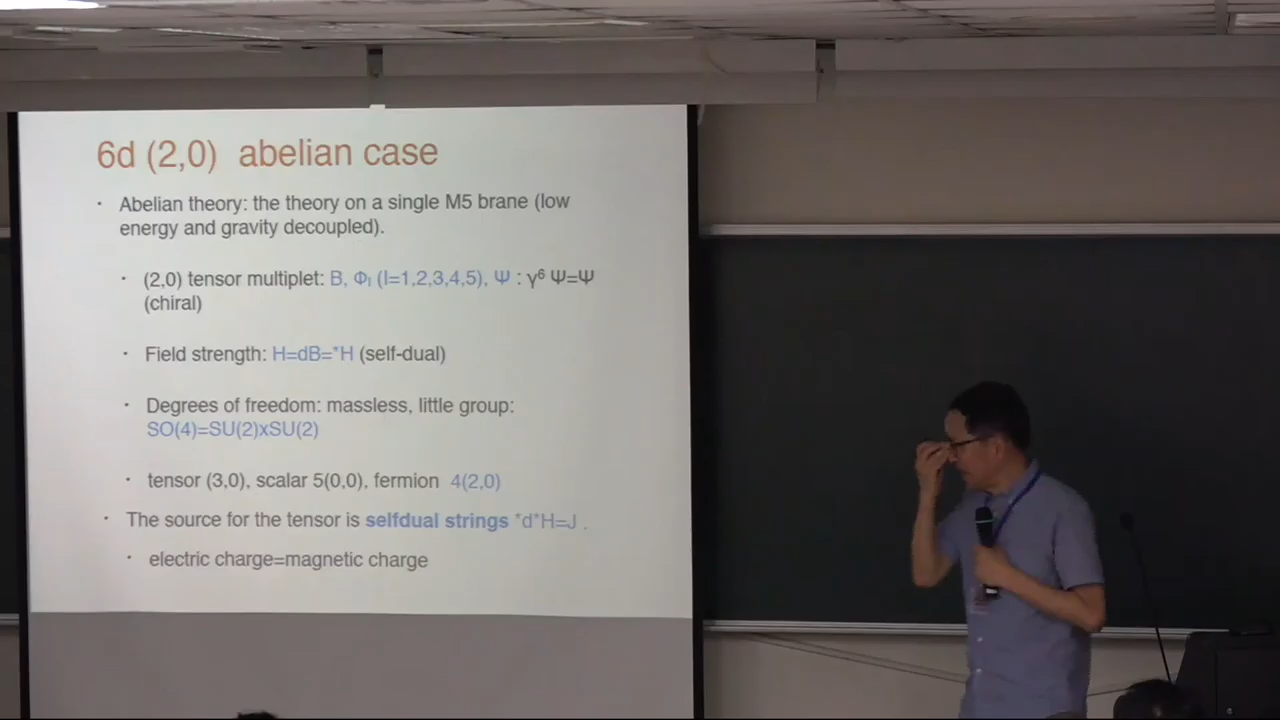 6d (2,0) abelian case
• Abelian theory: the theory on a single M5 brane (low
energy and gravity decoupled).
• (2,0) tensor multiplet: B, Φ_I (I=1,2,3,4,5), Ψ : γ⁶ Ψ=Ψ
(chiral)
• Field strength: H=dB=*H (self-dual)
• Degrees of freedom: massless, little group:
SO(4)=SU(2)xSU(2)
• tensor (3,0), scalar 5(0,0), fermion 4(2,0)
• The source for the tensor is selfdual strings *d*H=J .
• electric charge=magnetic charge